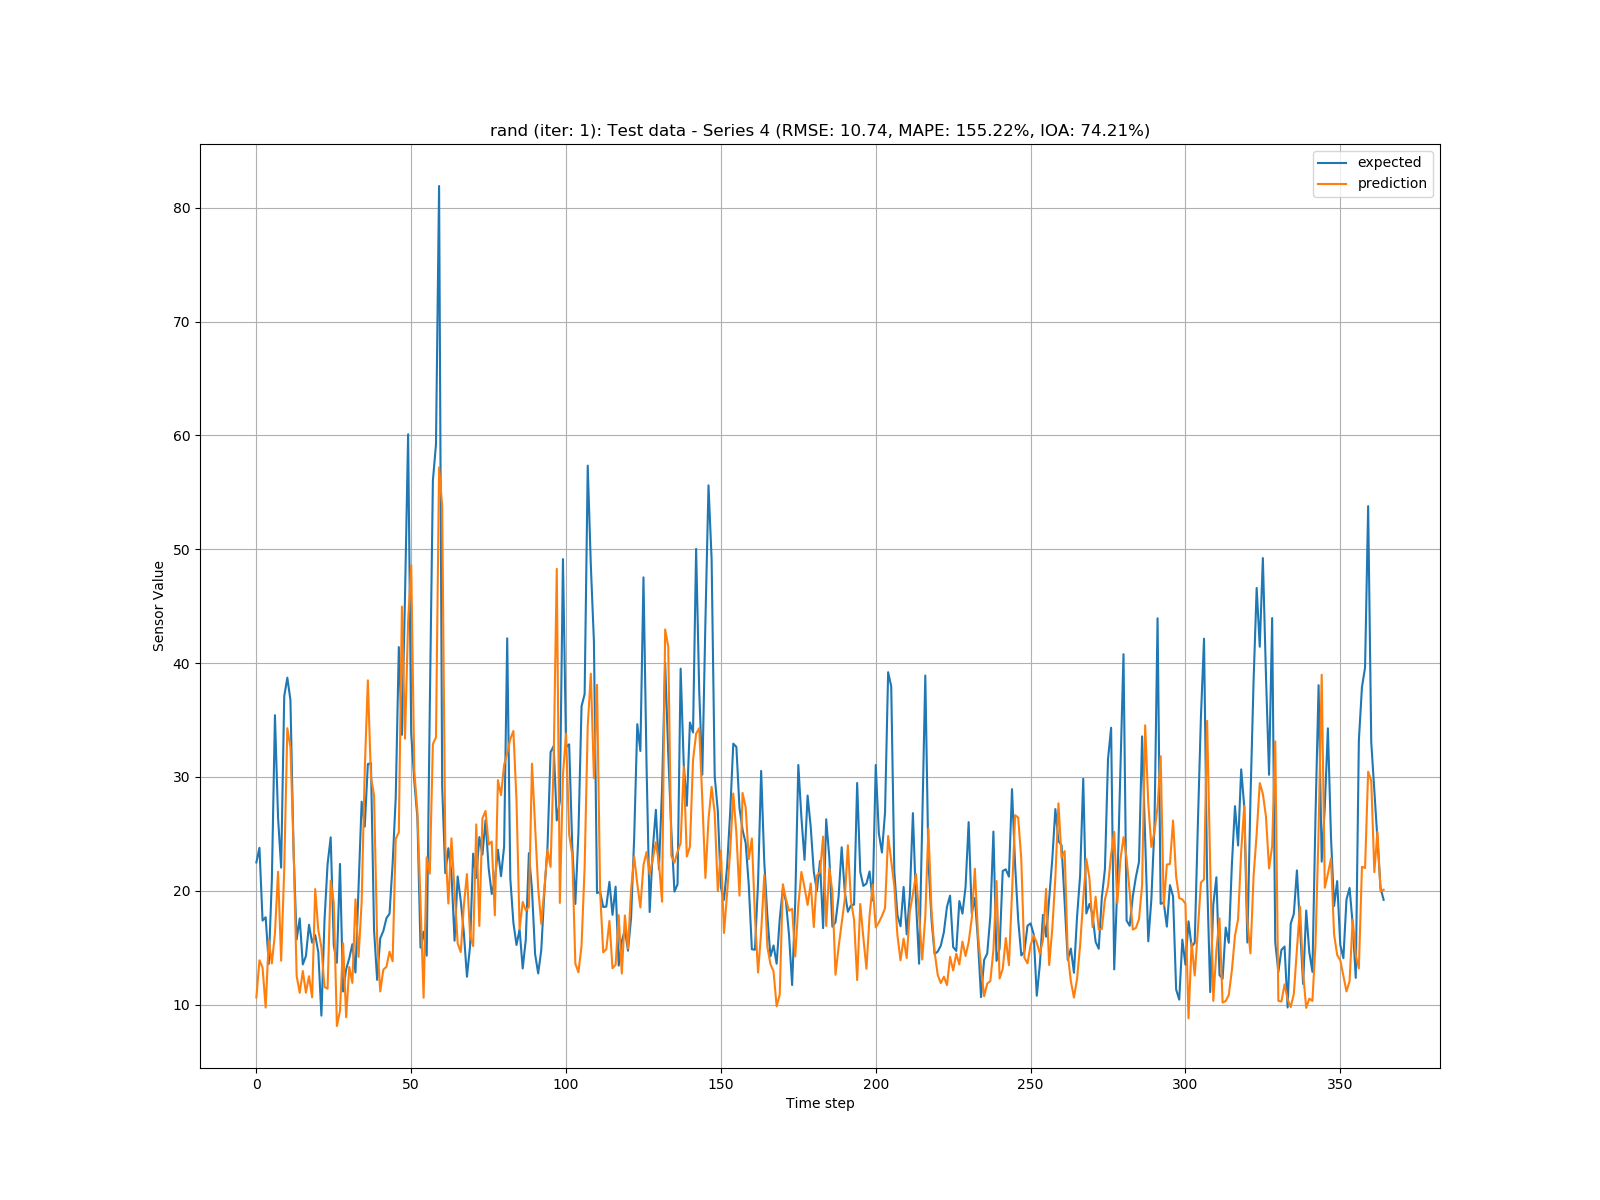 rand (iter: 1): Test data - Series 4 (RMSE: 10.74, MAPE: 155.22%, IOA: 74.21%)
expected
prediction
80
70
60
50
40
30
20
10
Sensor Value
0 50 100 150 200 250 300 350
Time step